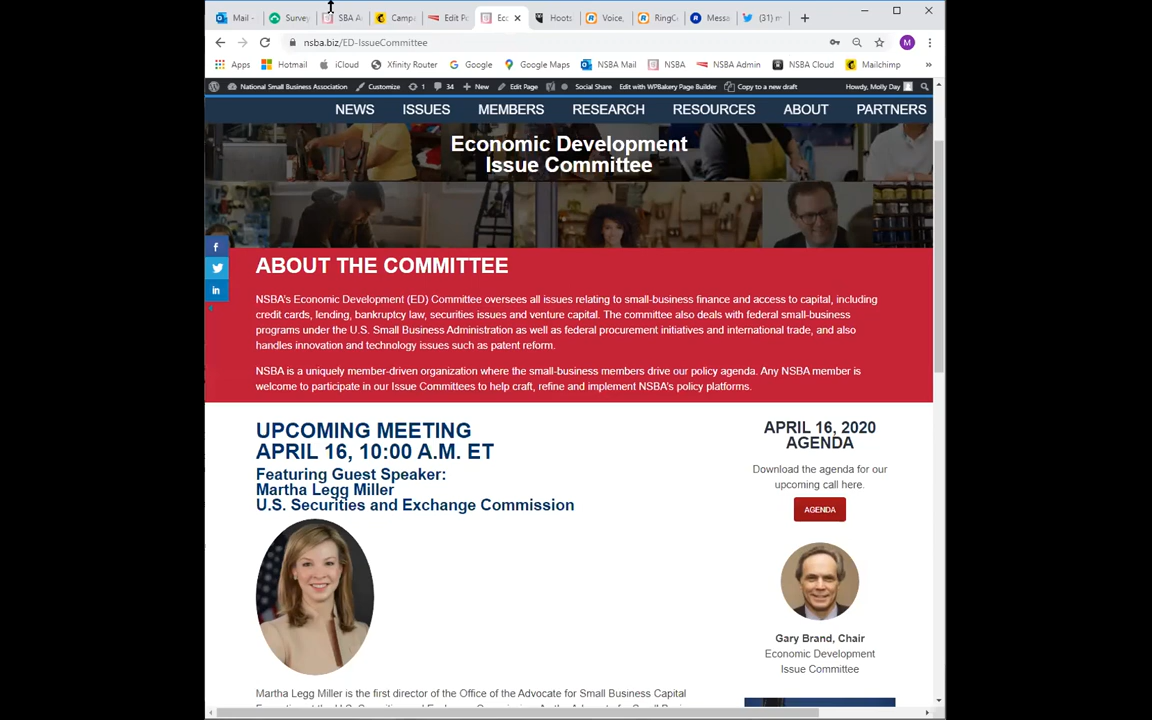 Mail -
Survey
SBA A
Campa
Edit Po
Ec
Hoots
Voice,
RingC
Messa
(31) n
nsba.biz/ED-IssueCommittee
M
Apps
Hotmail
iCloud
Xfinity Router
Google
Google Maps
NSBA Mail
NSBA
NSBA Admin
NSBA Cloud
Mailchimp
»
National Small Business Association
Customize
1
34
New
Edit Page
Social Share
Edit with WPBakery Page Builder
Copy to a new draft
Howdy, Molly Day
NEWS
ISSUES
MEMBERS
RESEARCH
RESOURCES
ABOUT
PARTNERS
Economic Development
Issue Committee
ABOUT THE COMMITTEE
NSBA's Economic Development (ED) Committee oversees all issues relating to small-business finance and access to capital, including
credit cards, lending, bankruptcy law, securities issues and venture capital. The committee also deals with federal small-business
programs under the U.S. Small Business Administration as well as federal procurement initiatives and international trade, and also
handles innovation and technology issues such as patent reform.
NSBA is a uniquely member-driven organization where the small-business members drive our policy agenda. Any NSBA member is
welcome to participate in our Issue Committees to help craft, refine and implement NSBA's policy platforms.
UPCOMING MEETING
APRIL 16, 10:00 A.M. ET
Featuring Guest Speaker:
Martha Legg Miller
U.S. Securities and Exchange Commission
Martha Legg Miller is the first director of the Office of the Advocate for Small Business Capital
APRIL 16, 2020
AGENDA
Download the agenda for our
upcoming call here.
AGENDA
Gary Brand, Chair
Economic Development
Issue Committee